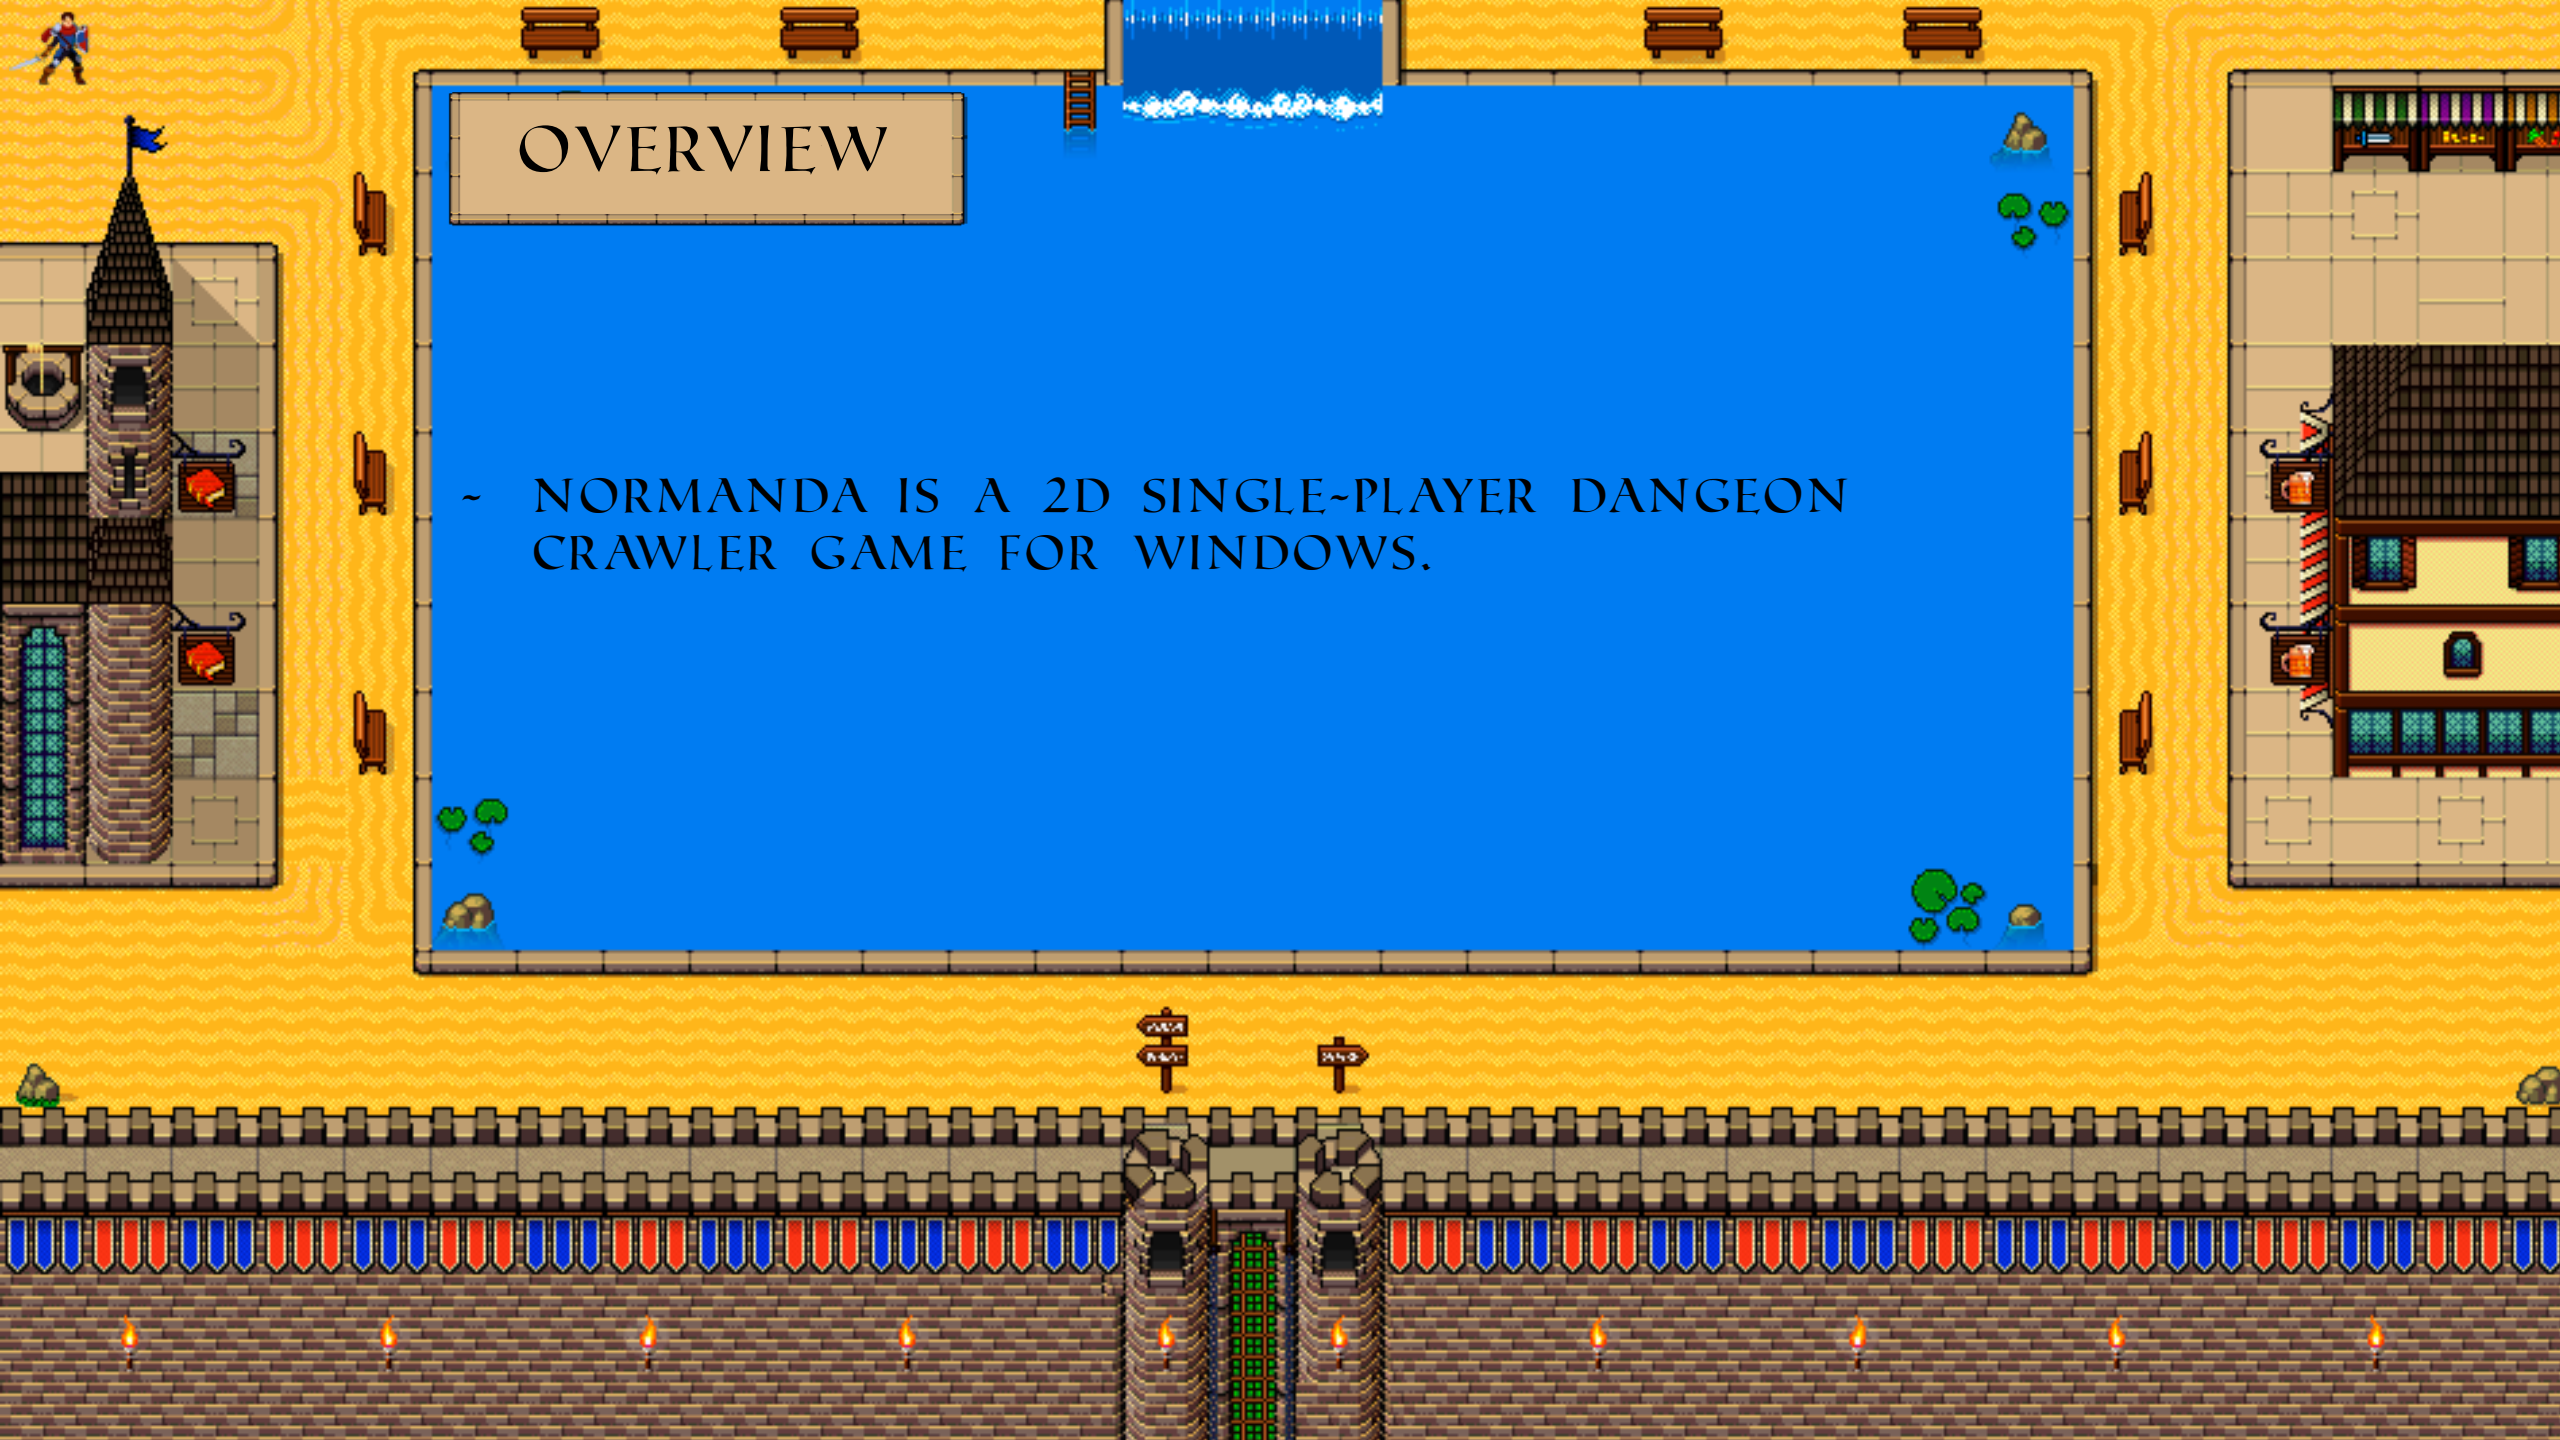 OVERVIEW
- NORMANDA IS A 2D SINGLE-PLAYER DANGEON
CRAWLER GAME FOR WINDOWS.